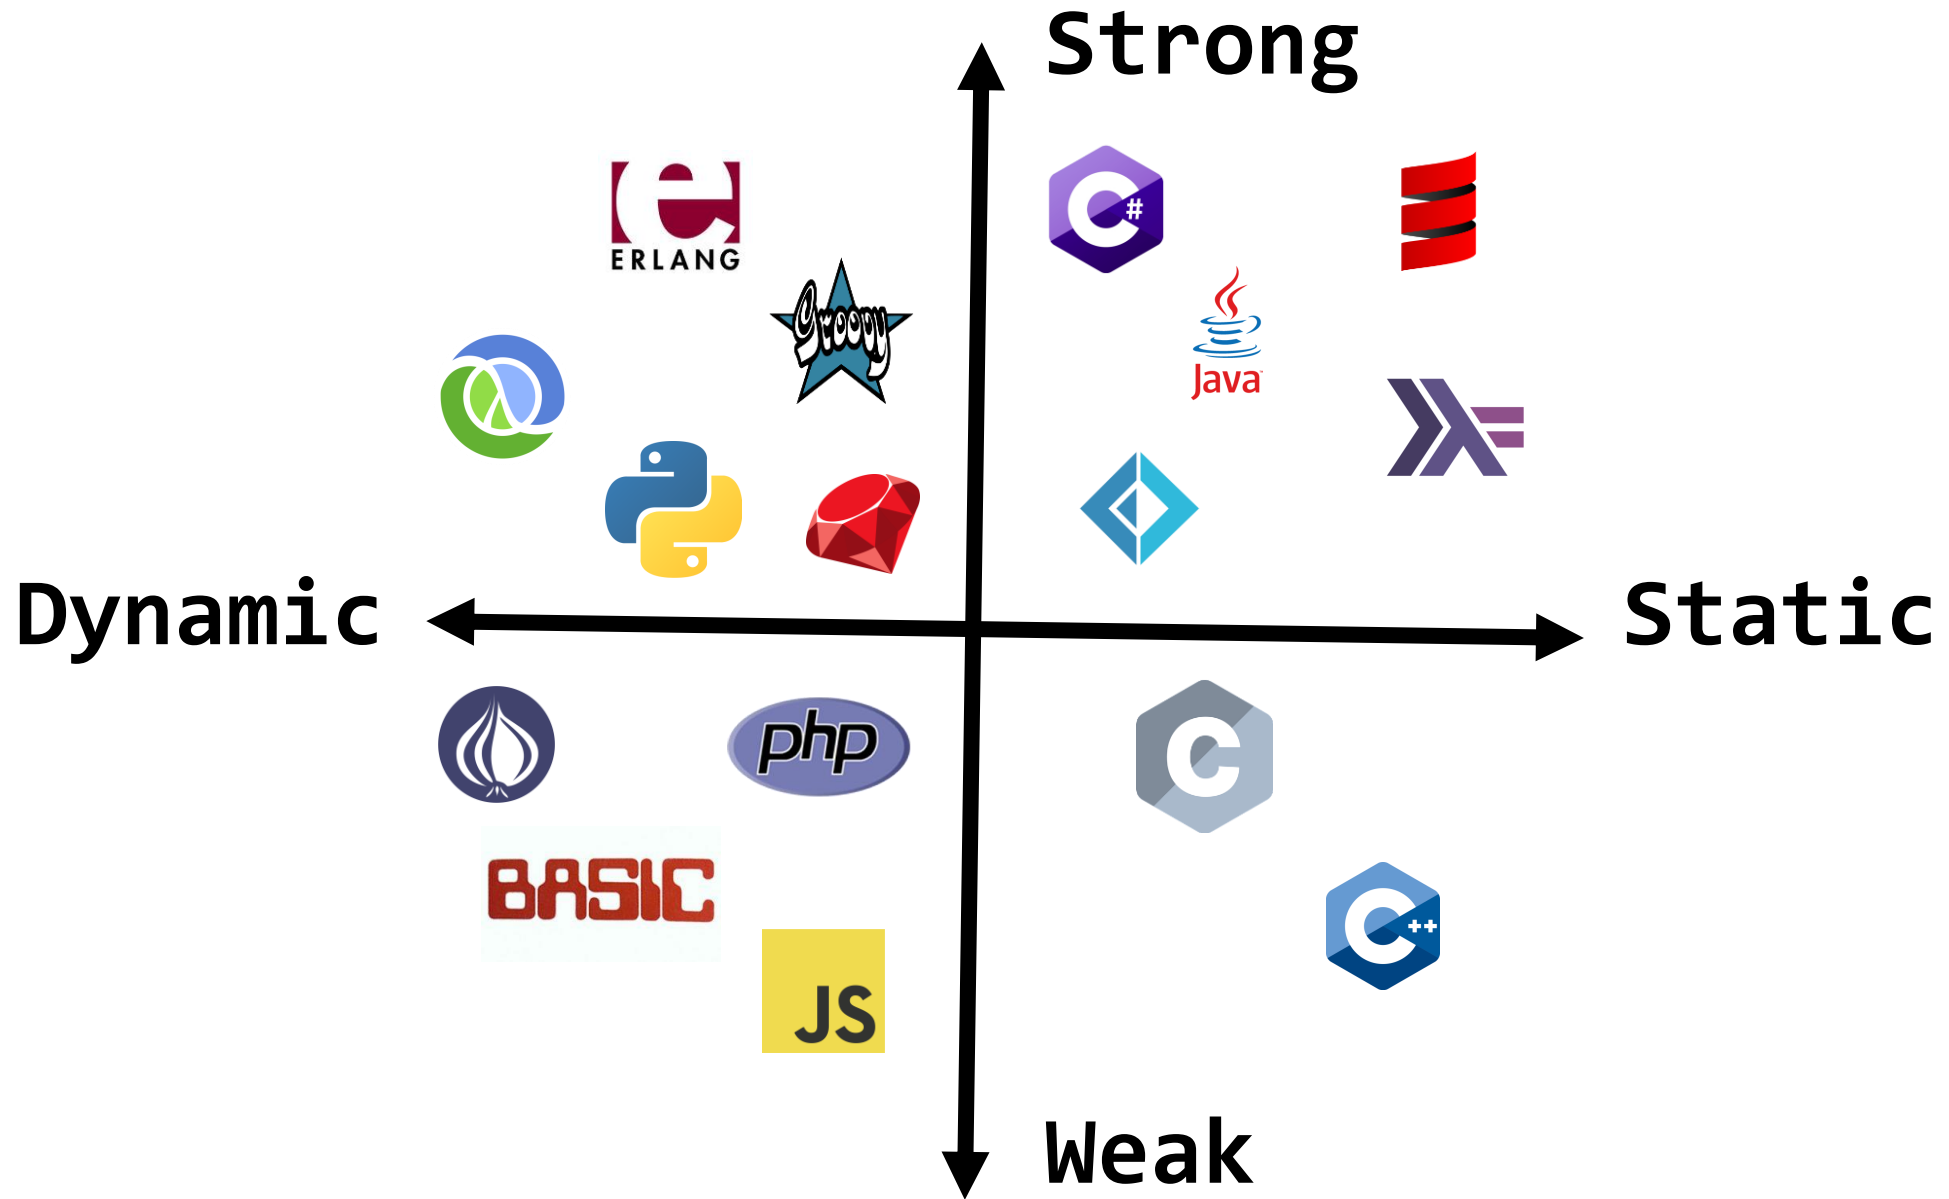 Strong
ERLANG
C#
Groovy
Java
Dynamic
Static
php
C
BASIC
C++
JS
Weak